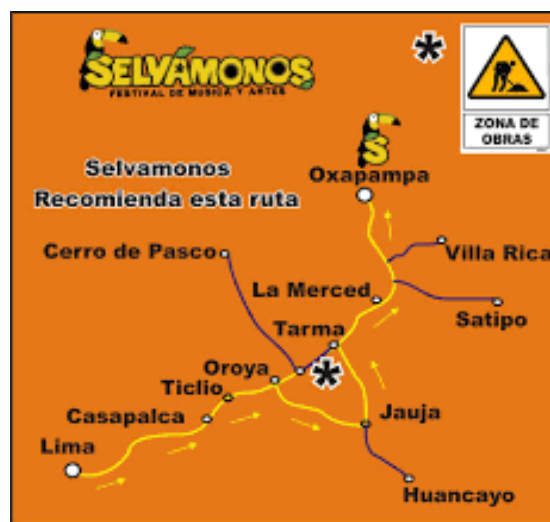 SELVÁMONOS
FESTIVAL DE MUSICA Y ARTES
*
ZONA DE
OBRAS
Selvamonos
Recomienda esta ruta
S
Oxapampa
Cerro de Pasco
Villa Rica
La Merced
Satipo
Tarma
*
Oroya
Ticlio
Casapalca
Jauja
Lima
Huancayo